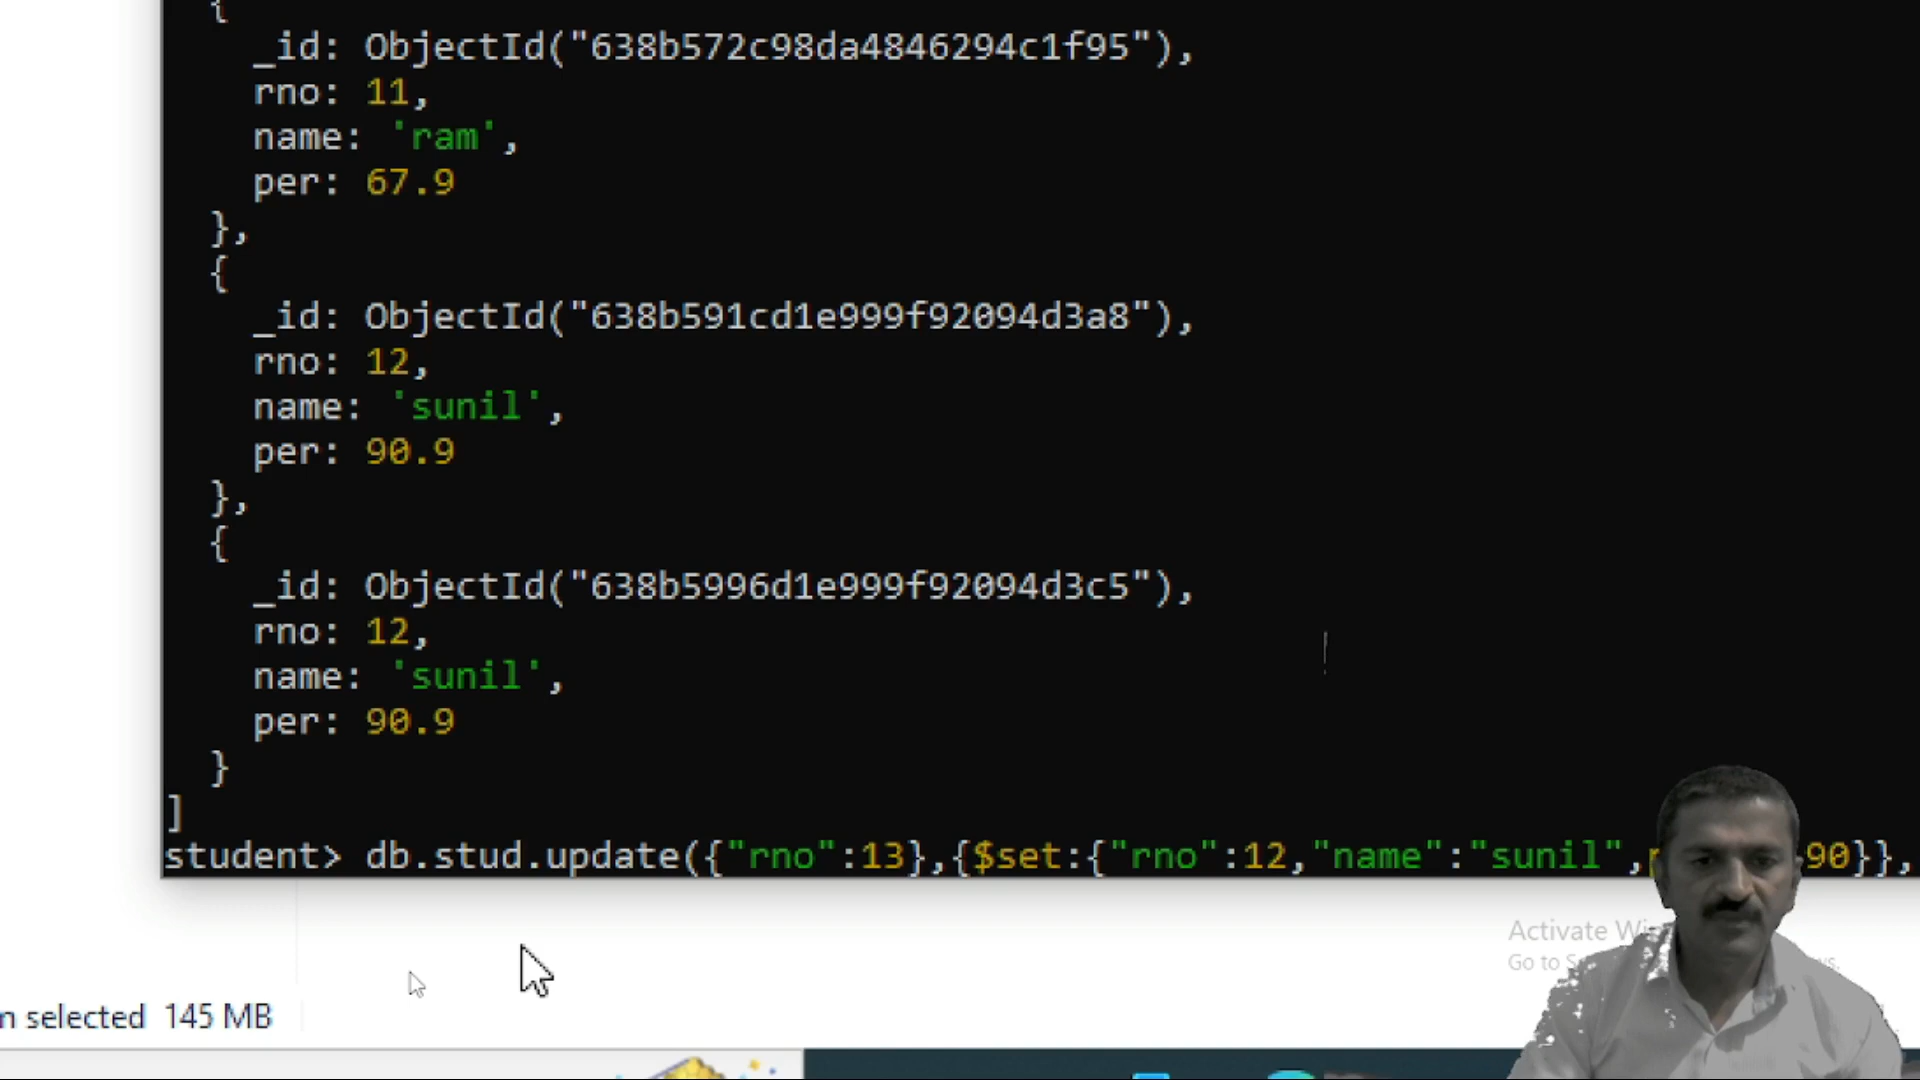 {
_id: ObjectId("638b572c98da4846294c1f95"),
rno: 11,
name: 'ram',
per: 67.9
},
{
_id: ObjectId("638b591cd1e999f92094d3a8"),
rno: 12,
name: 'sunil',
per: 90.9
},
{
_id: ObjectId("638b5996d1e999f92094d3c5"),
rno: 12,
name: 'sunil',
per: 90.9
}
]
student> db.stud.update({"rno":13},{$set:{"rno":12,"name":"sunil", 90}},
Activate
Go to
selected 145 MB